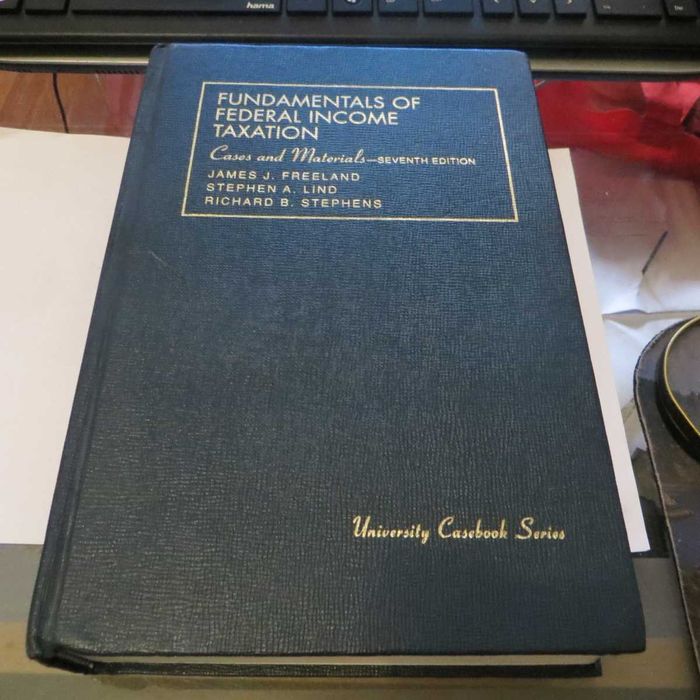 hama
FUNDAMENTALS OF
FEDERAL INCOME
TAXATION
Cases and Materials—SEVENTH EDITION
JAMES J. FREELAND
STEPHEN A. LIND
RICHARD B. STEPHENS
University Casebook Series